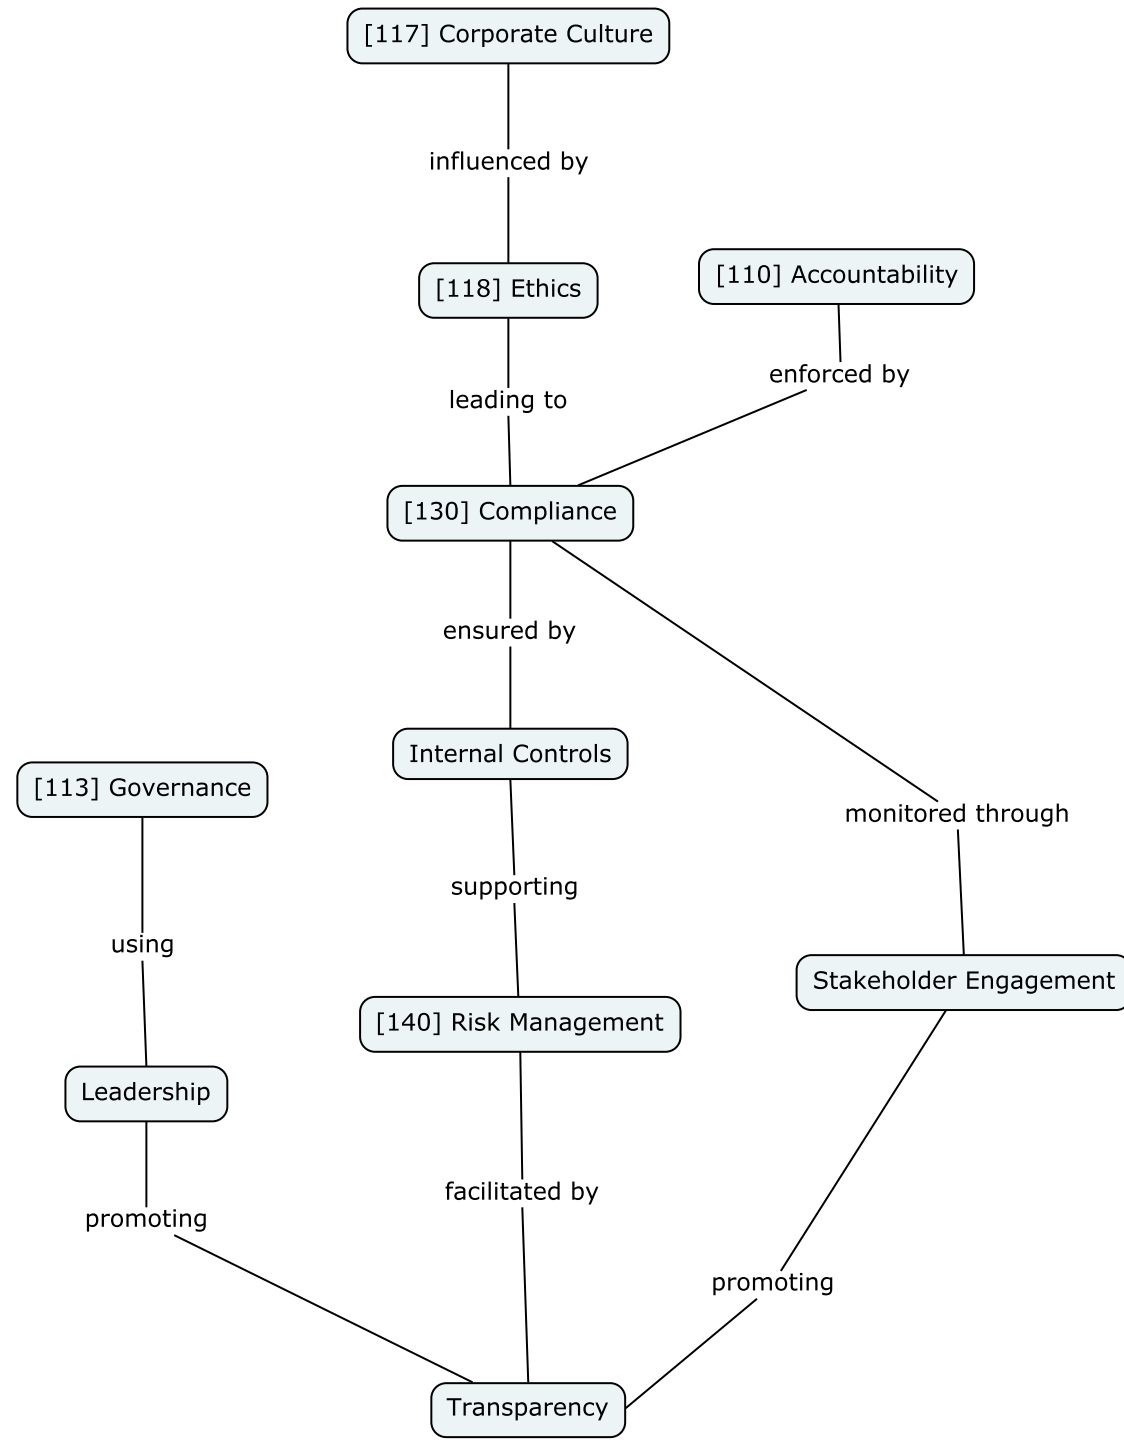 [117] Corporate Culture
influenced by
[118] Ethics
[110] Accountability
enforced by
leading to
[130] Compliance
ensured by
Internal Controls
[113] Governance
monitored through
supporting
using
Stakeholder Engagement
[140] Risk Management
Leadership
facilitated by
promoting
promoting
Transparency